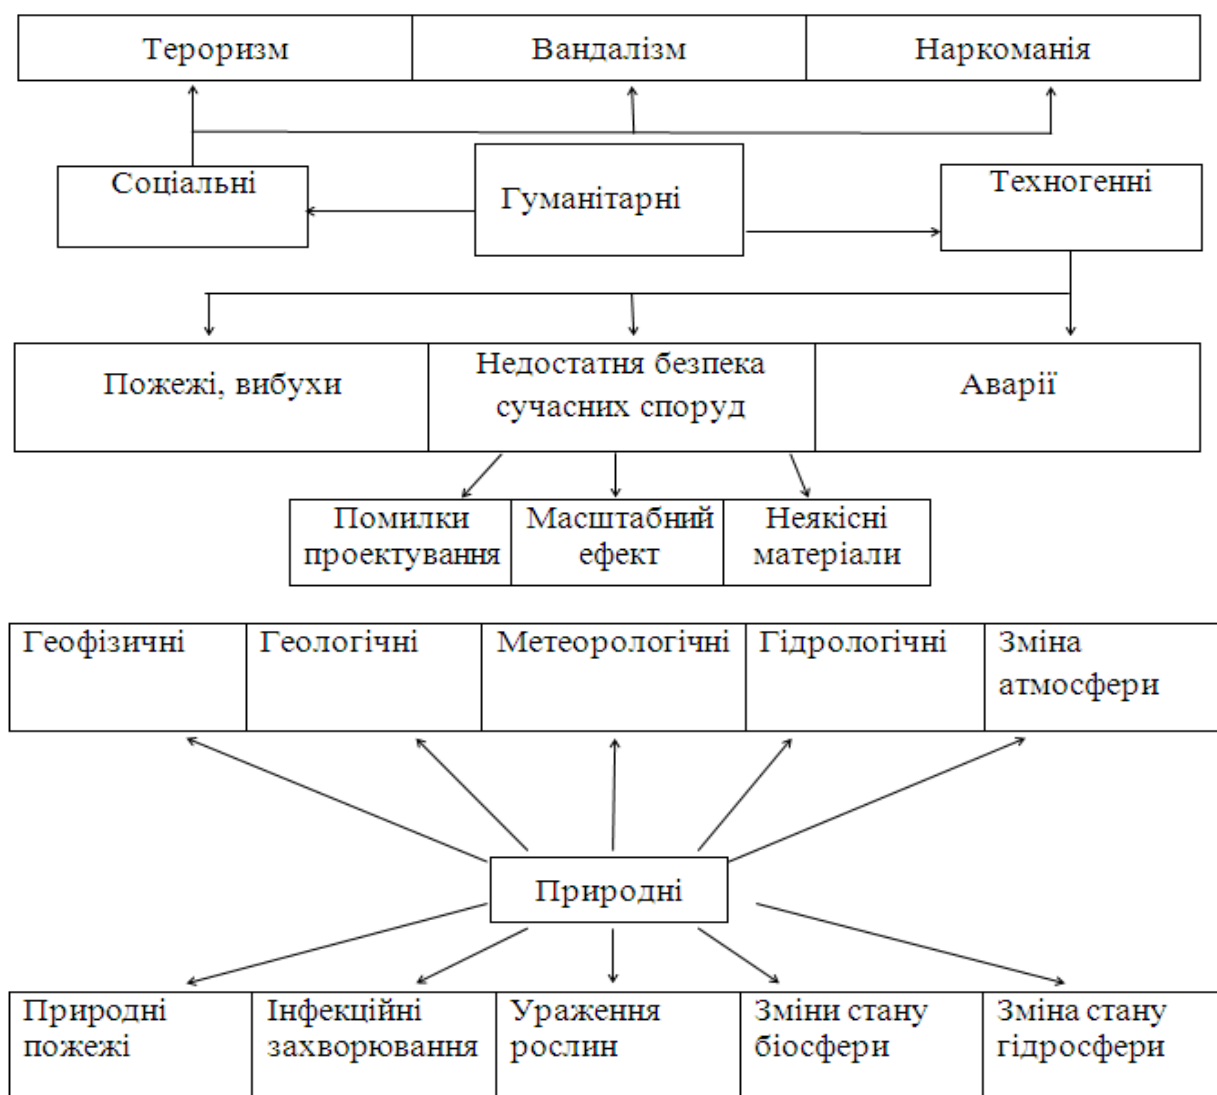 Тероризм
Вандалізм
Наркоманія
Соціальні
Гуманітарні
Техногенні
Пожежі, вибухи
Недостатня безпека
сучасних споруд
Аварії
Помилки
проектування
Масштабний
ефект
Неякісні
матеріали
Геофізичні
Геологічні
Метеорологічні
Гідрологічні
Зміна
атмосфери
Природні
Природні
пожежі
Інфекційні
захворювання
Ураження
рослин
Зміни стану
біосфери
Зміна стану
гідросфери